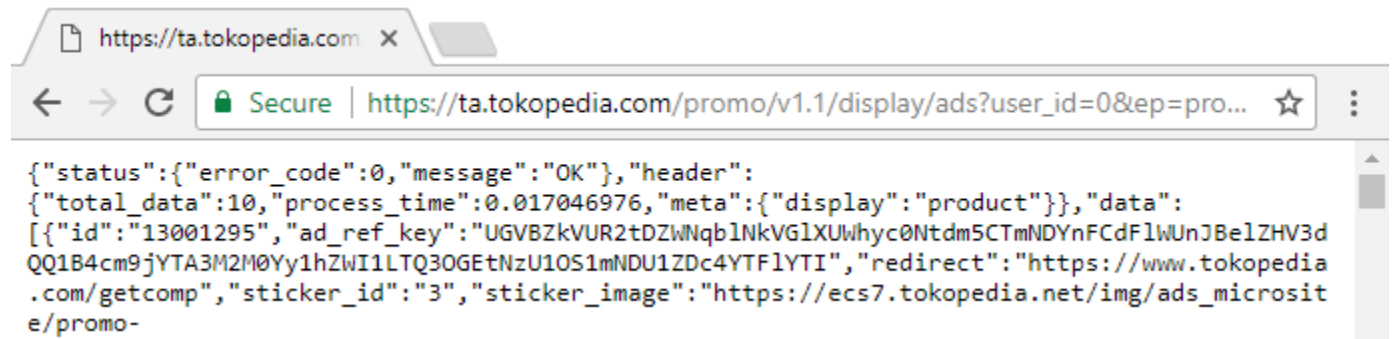 https://ta.tokopedia.com
Secure | https://ta.tokopedia.com/promo/v1.1/display/ads?user_id=0&ep=pro...
{"status":{"error_code":0,"message":"OK"},"header":
{"total_data":10,"process_time":0.017046976,"meta":{"display":"product"}},"data":
[{"id":"13001295","ad_ref_key":"UGVBZkVUR2tDZWNqblNkVGlXUWhyc0Ntdm5CTmNDYnFCdFlWUnJBelZHV3d
QQ1B4cm9jYTA3M2M0Yy1hZWI1LTQ3OGEtNzU1OS1mNDU1ZDc4YTFlYTI","redirect":"https://www.tokopedia
.com/getcomp","sticker_id":"3","sticker_image":"https://ecs7.tokopedia.net/img/ads_microsit
e/promo-